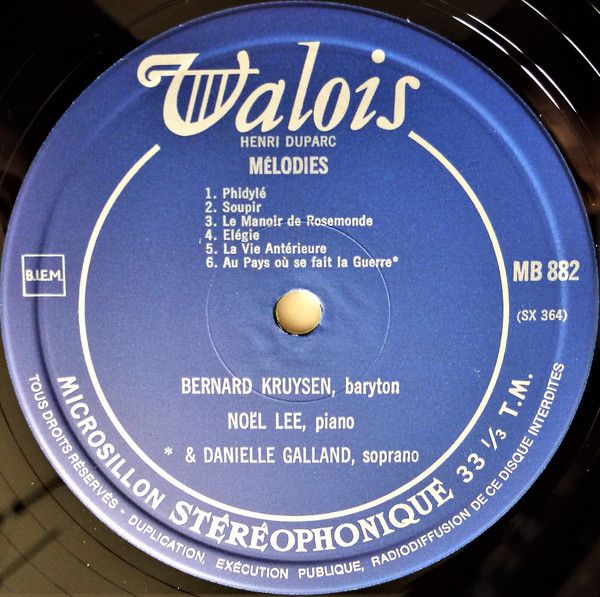 Valois
HENRI DUPARC
MÉLODIES
1. Phidylé
2. Soupir
3. Le Manoir de Rosemonde
4. Elégie
5. La Vie Antérieure
6. Au Pays où se fait la Guerre*
B.I.E.M.
MB 882
(SX 364)
BERNARD KRUYSEN, baryton
NOËL LEE, piano
* & DANIELLE GALLAND, soprano
MICROSILLON STÉRÉOPHONIQUE 33 1/3 T.M.
TOUS DROITS RÉSERVÉS - DUPLICATION, EXÉCUTION PUBLIQUE, RADIODIFFUSION DE CE DISQUE INTERDITES